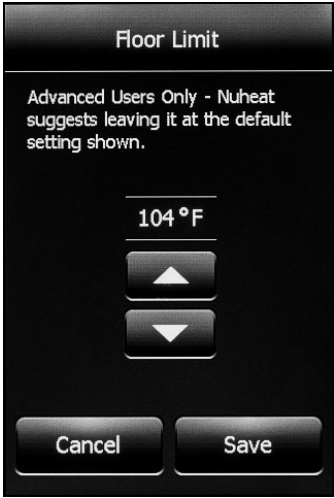 Floor Limit
Advanced Users Only - Nuheat
suggests leaving it at the default
setting shown.
104°F
Cancel
Save